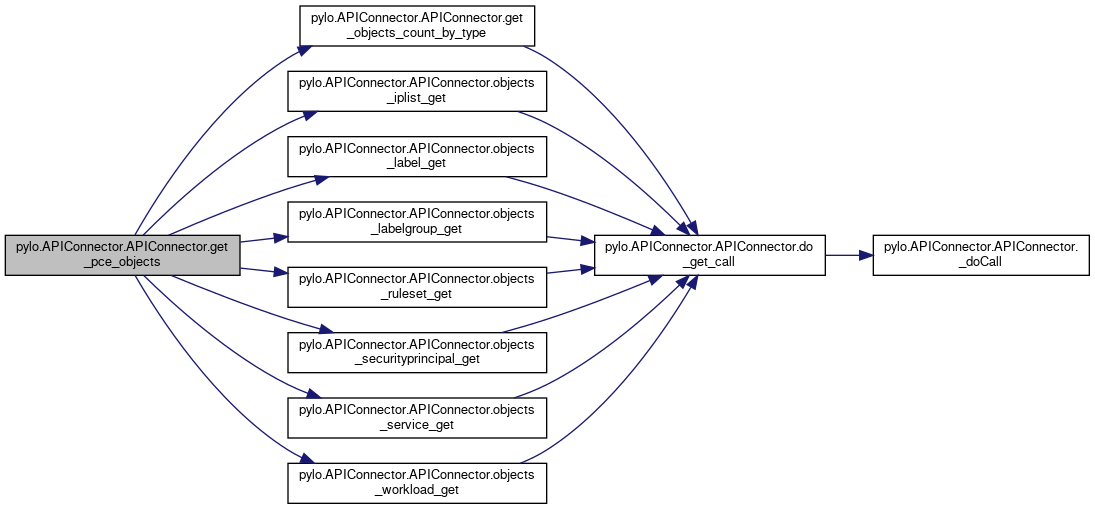 pylo.APIConnector.APIConnector.get
_objects_count_by_type
pylo.APIConnector.APIConnector.objects
_iplist_get
pylo.APIConnector.APIConnector.objects
_label_get
pylo.APIConnector.APIConnector.objects
_labelgroup_get
pylo.APIConnector.APIConnector.get
_pce_objects
pylo.APIConnector.APIConnector.do
_get_call
pylo.APIConnector.APIConnector.
_doCall
pylo.APIConnector.APIConnector.objects
_ruleset_get
pylo.APIConnector.APIConnector.objects
_securityprincipal_get
pylo.APIConnector.APIConnector.objects
_service_get
pylo.APIConnector.APIConnector.objects
_workload_get